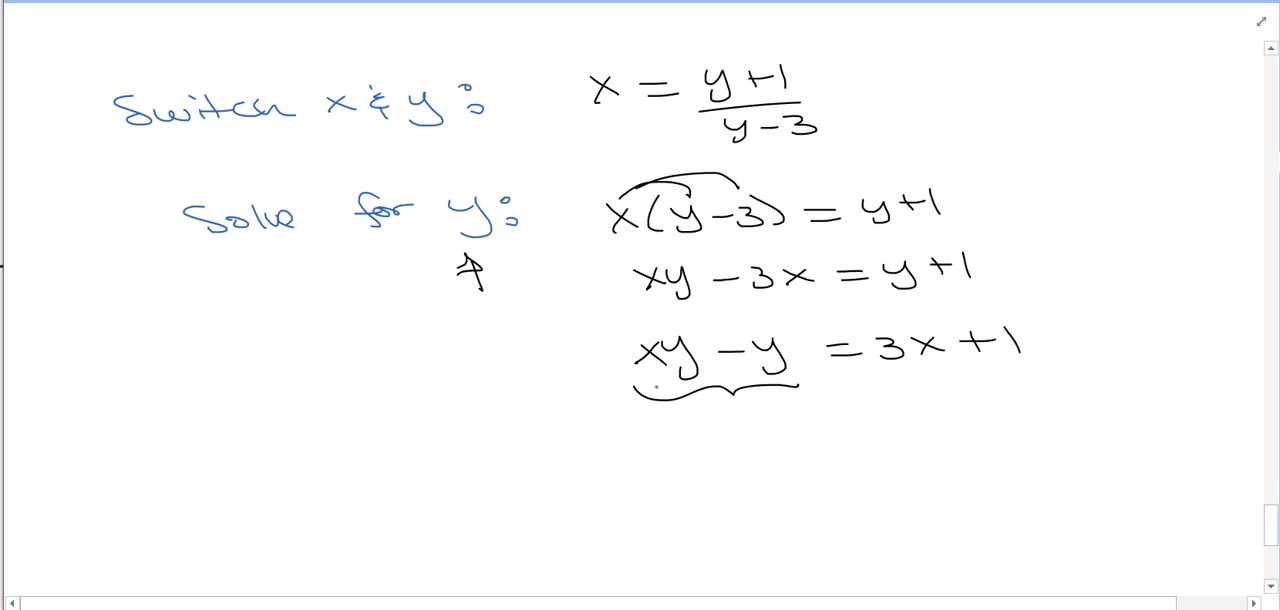 Switch x & y: x = y+1 / y-3
Solve for y: x(y-3) = y+1
xy - 3x = y+1
xy - y = 3x+1